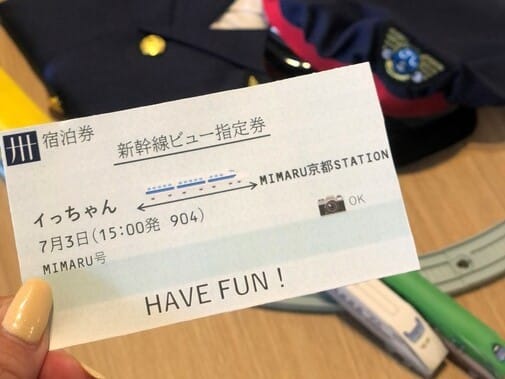 宿泊券
新幹線ビュー指定券
イっちゃん
MIMARU京都STATION
OK
7月3日(15:00発 904)
MIMARU号
HAVE FUN!